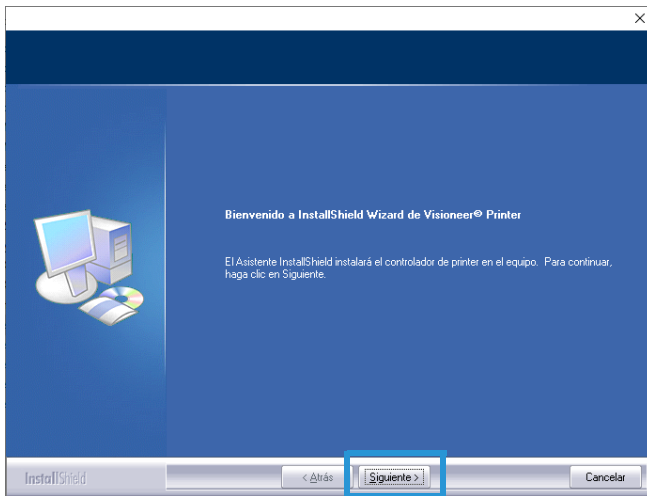 Bienvenido a InstallShield Wizard de Visioneer® Printer
El Asistente InstallShield instalará el controlador de printer en el equipo. Para continuar,
haga clic en Siguiente.
InstallShield
< Atrás
Siguiente >
Cancelar